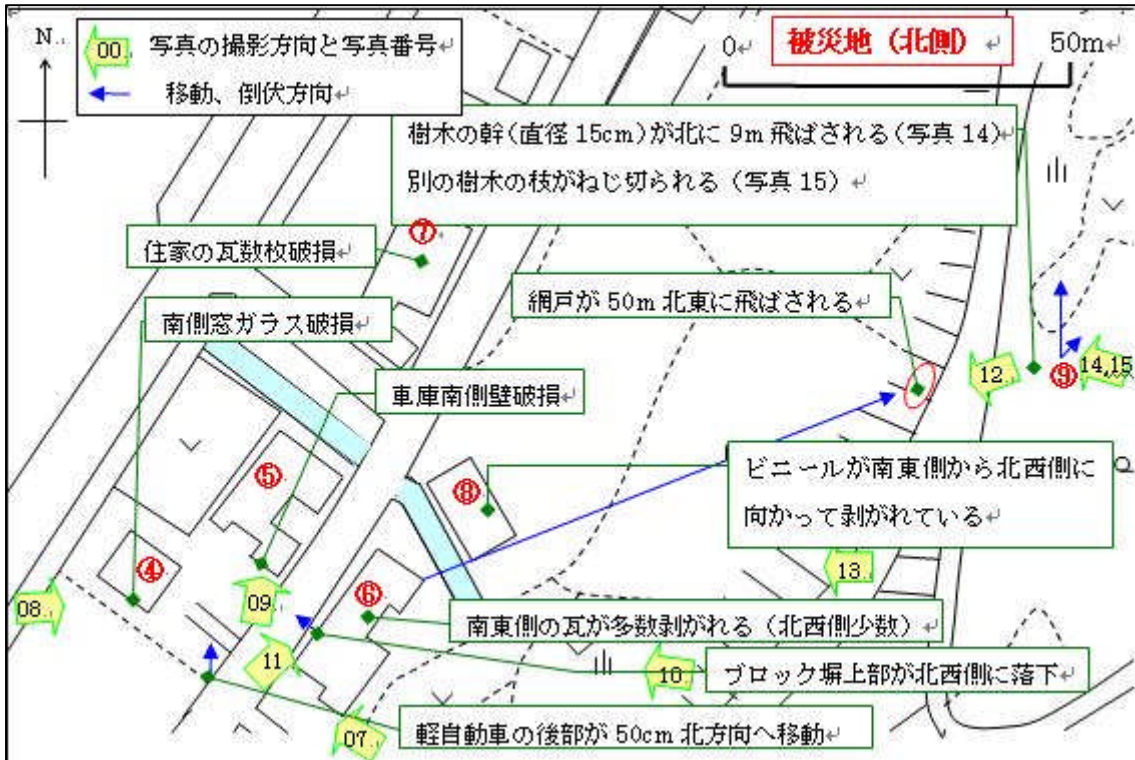 N
00 写真の撮影方向と写真番号
移動、倒伏方向
0 被災地(北側) 50m
樹木の幹(直径15cm)が北に9m飛ばされる(写真14)
別の樹木の枝がねじ切られる(写真15)
⑦
住家の瓦数枚破損
網戸が50m北東に飛ばされる
南側窓ガラス破損
12
⑨
14,15
車庫南側壁破損
⑤
⑧
ビニールが南東側から北西側に
向かって剥がれている
④
13
08
09
⑥
南東側の瓦が多数剥がれる(北西側少数)
11
10
ブロック塀上部が北西側に落下
07
軽自動車の後部が50cm北方向へ移動